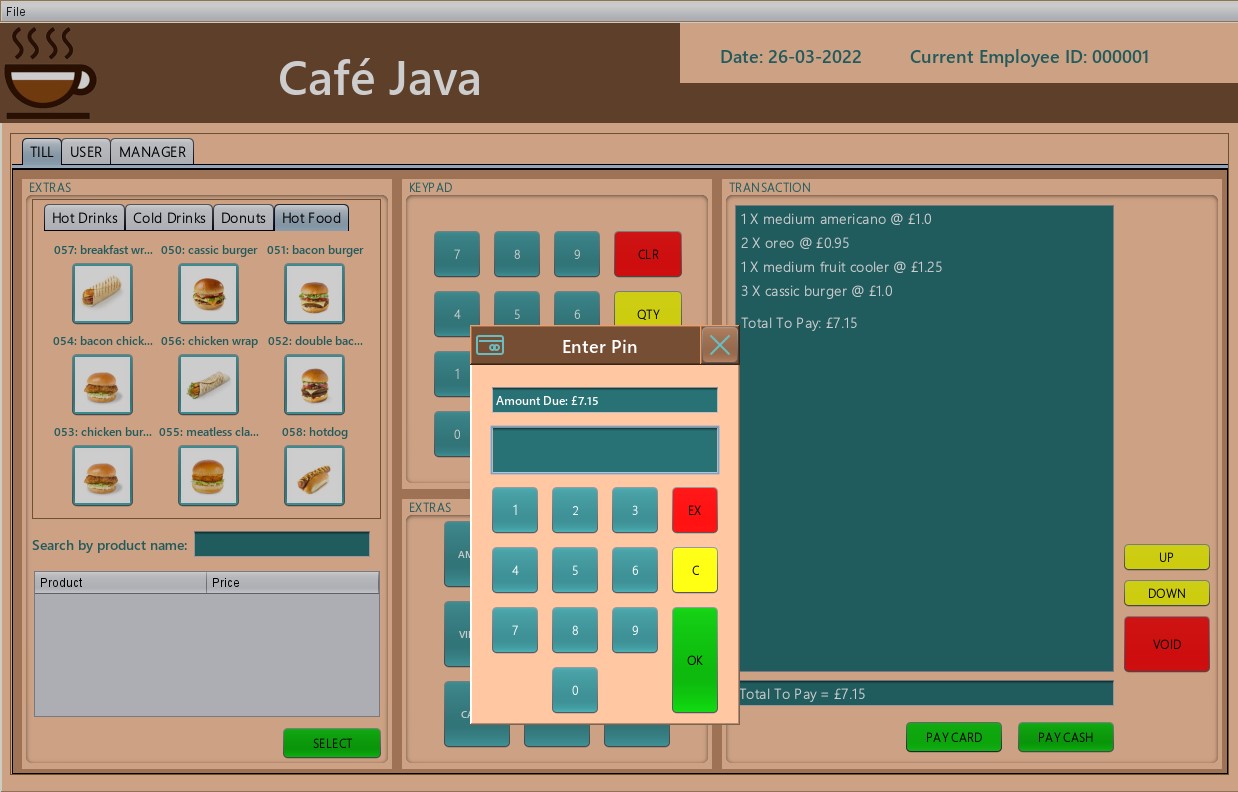 File
Café Java
Date: 26-03-2022
Current Employee ID: 000001
TILL
USER
MANAGER
EXTRAS
Hot Drinks
Cold Drinks
Donuts
Hot Food
057: breakfast wr...
050: cassic burger
051: bacon burger
054: bacon chick...
056: chicken wrap
052: double bac...
053: chicken bur...
055: meatless cla...
058: hotdog
Search by product name:
Product
Price
SELECT
KEYPAD
7
8
9
CLR
4
5
6
QTY
1
0
EXTRAS
Enter Pin
Amount Due: £7.15
1
2
3
EX
4
5
6
C
7
8
9
OK
0
TRANSACTION
1 X medium americano @ £1.0
2 X oreo @ £0.95
1 X medium fruit cooler @ £1.25
3 X cassic burger @ £1.0
Total To Pay: £7.15
UP
DOWN
VOID
Total To Pay = £7.15
PAY CARD
PAY CASH